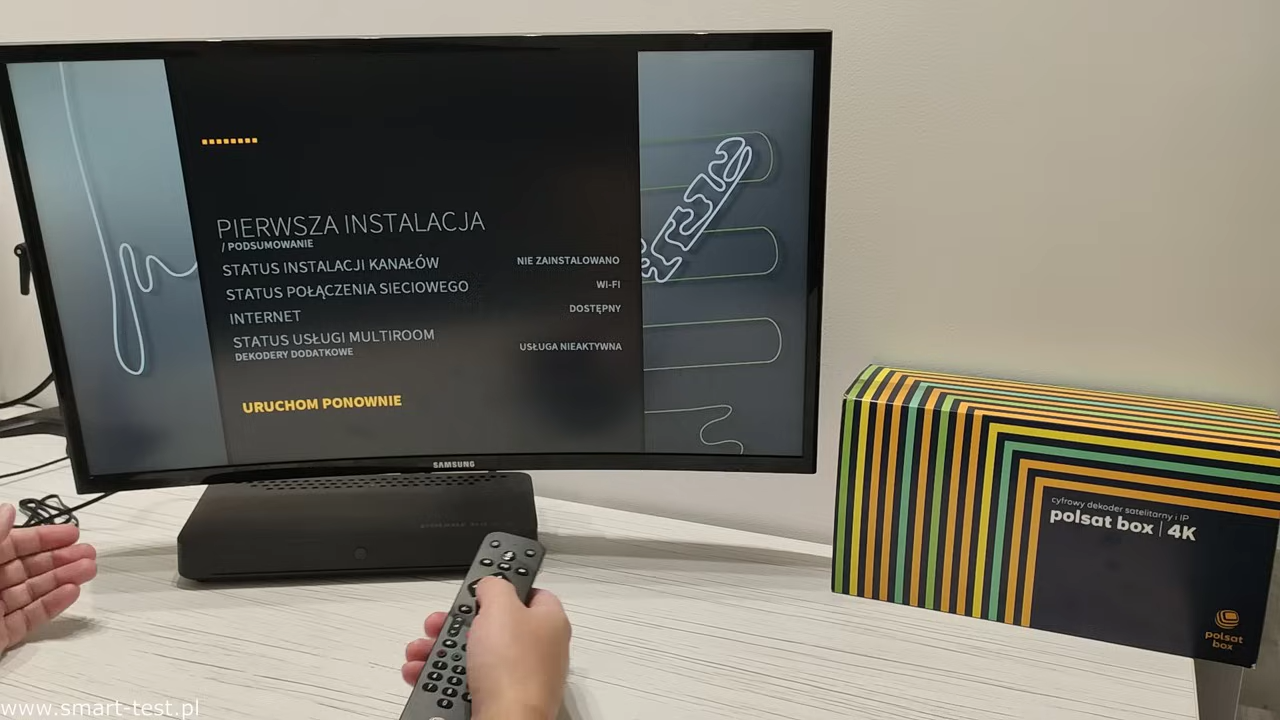 PIERWSZA INSTALACJA
/ PODSUMOWANIE
STATUS INSTALACJI KANAŁÓW NIE ZAINSTALOWANO
STATUS POŁĄCZENIA SIECIOWEGO WI-FI
INTERNET DOSTĘPNY
STATUS USŁUGI MULTIROOM
DEKODERY DODATKOWE USŁUGA NIEAKTYWNA
URUCHOM PONOWNIE
SAMSUNG
cyfrowy dekoder satelitarny i IP
polsat box | 4K
polsat
box
www.smart-test.pl